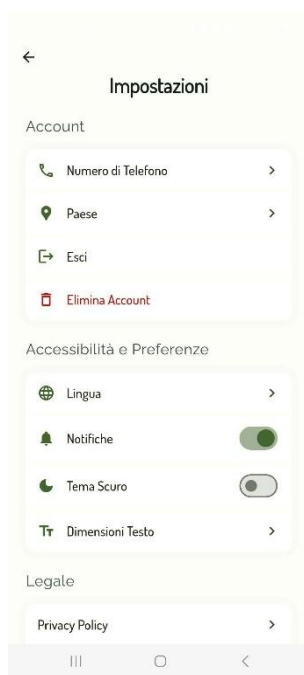 Impostazioni
Account
Numero di Telefono
Paese
Esci
Elimina Account
Accessibilità e Preferenze
Lingua
Notifiche
Tema Scuro
Tt Dimensioni Testo
Legale
Privacy Policy